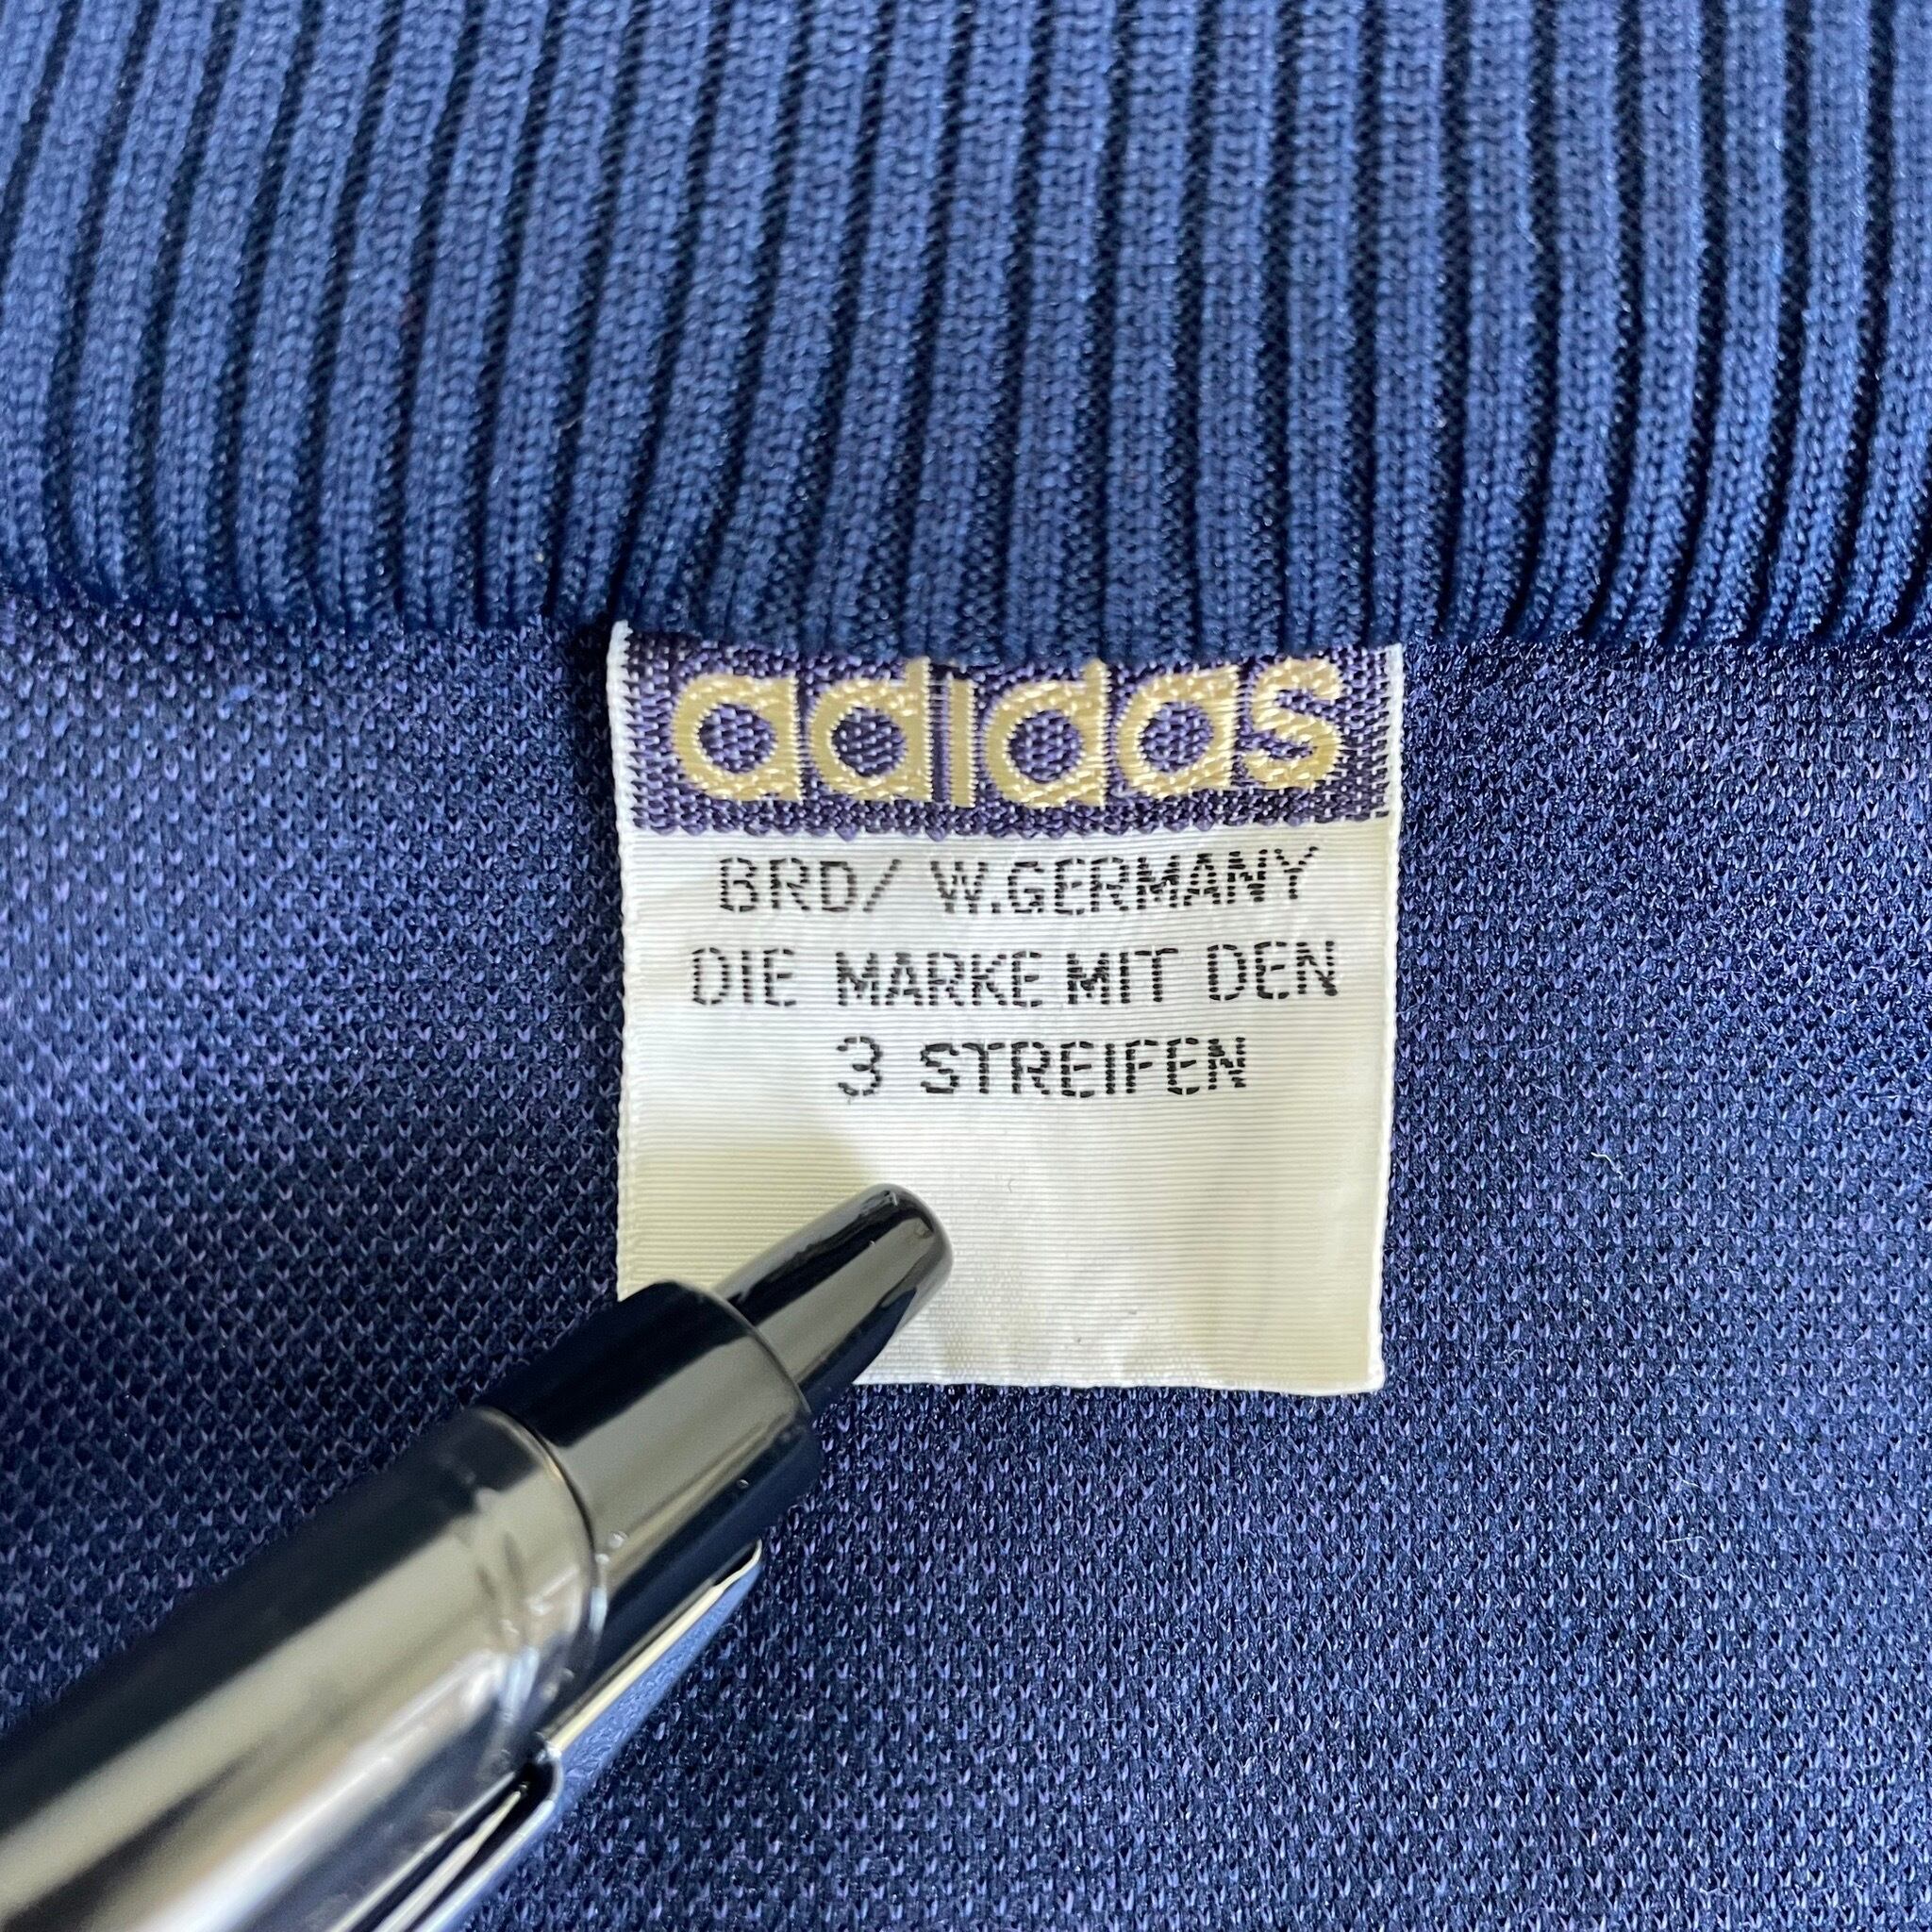 adidas
BRD/ W.GERMANY
DIE MARKE MIT DEN
3 STREIFEN